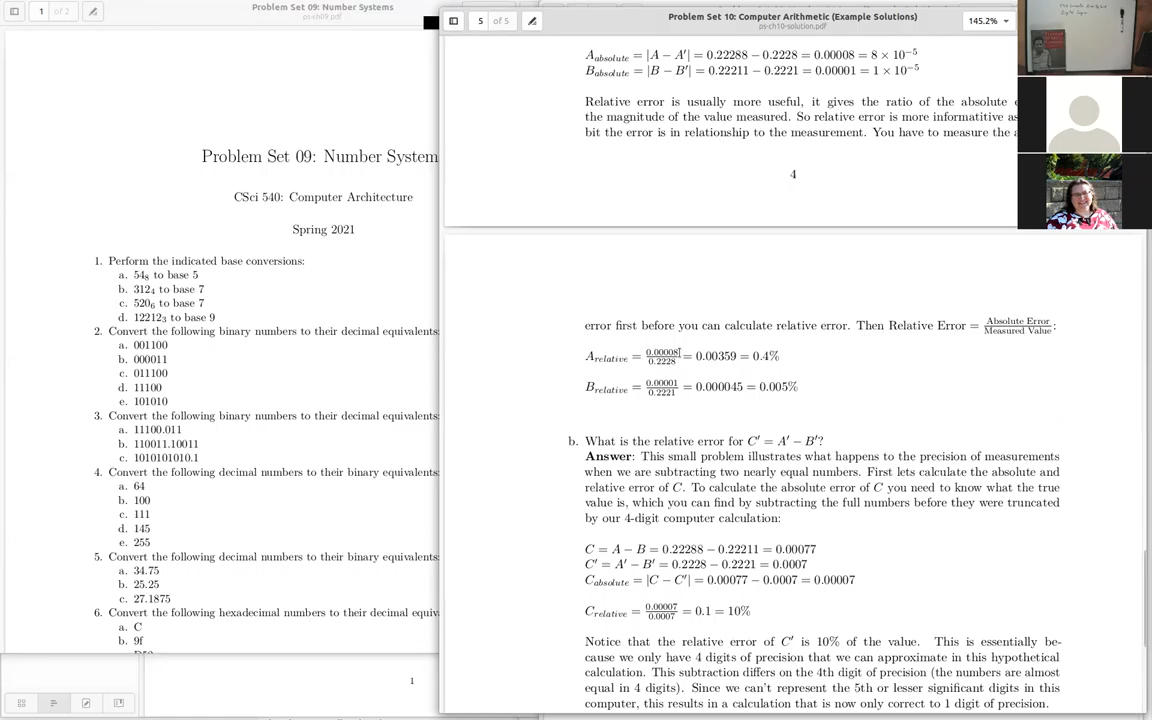 1 of 2
Problem Set 09: Number Systems
ps-ch09.pdf
Problem Set 09: Number System
CSci 540: Computer Architecture
Spring 2021
1. Perform the indicated base conversions:
a. 54₈ to base 5
b. 312₄ to base 7
c. 520₆ to base 7
d. 12212₃ to base 9
2. Convert the following binary numbers to their decimal equivalents:
a. 001100
b. 000011
c. 011100
d. 11100
e. 101010
3. Convert the following binary numbers to their decimal equivalents:
a. 11100.011
b. 110011.10011
c. 1010101010.1
4. Convert the following decimal numbers to their binary equivalents:
a. 64
b. 100
c. 111
d. 145
e. 255
5. Convert the following decimal numbers to their binary equivalents:
a. 34.75
b. 25.25
c. 27.1875
6. Convert the following hexadecimal numbers to their decimal equiv
a. C
b. 9f
1
5 of 5
Problem Set 10: Computer Arithmetic (Example Solutions)
ps-ch10-solution.pdf
145.2%
A_absolute = |A − A′| = 0.22288 − 0.2228 = 0.00008 = 8 × 10⁻⁵
B_absolute = |B − B′| = 0.22211 − 0.2221 = 0.00001 = 1 × 10⁻⁵
Relative error is usually more useful, it gives the ratio of the absolute e
the magnitude of the value measured. So relative error is more informatitive as
bit the error is in relationship to the measurement. You have to measure the a
4
error first before you can calculate relative error. Then Relative Error = Absolute Error / Measured Value:
A_relative = 0.00008 / 0.2228 = 0.00359 = 0.4%
B_relative = 0.00001 / 0.2221 = 0.000045 = 0.005%
b. What is the relative error for C′ = A′ − B′?
Answer: This small problem illustrates what happens to the precision of measurements
when we are subtracting two nearly equal numbers. First lets calculate the absolute and
relative error of C. To calculate the absolute error of C you need to know what the true
value is, which you can find by subtracting the full numbers before they were truncated
by our 4-digit computer calculation:
C = A − B = 0.22288 − 0.22211 = 0.00077
C′ = A′ − B′ = 0.2228 − 0.2221 = 0.0007
C_absolute = |C − C′| = 0.00077 − 0.0007 = 0.00007
C_relative = 0.00007 / 0.0007 = 0.1 = 10%
Notice that the relative error of C′ is 10% of the value. This is essentially be-
cause we only have 4 digits of precision that we can approximate in this hypothetical
calculation. This subtraction differs on the 4th digit of precision (the numbers are almost
equal in 4 digits). Since we can't represent the 5th or lesser significant digits in this
computer, this results in a calculation that is now only correct to 1 digit of precision.